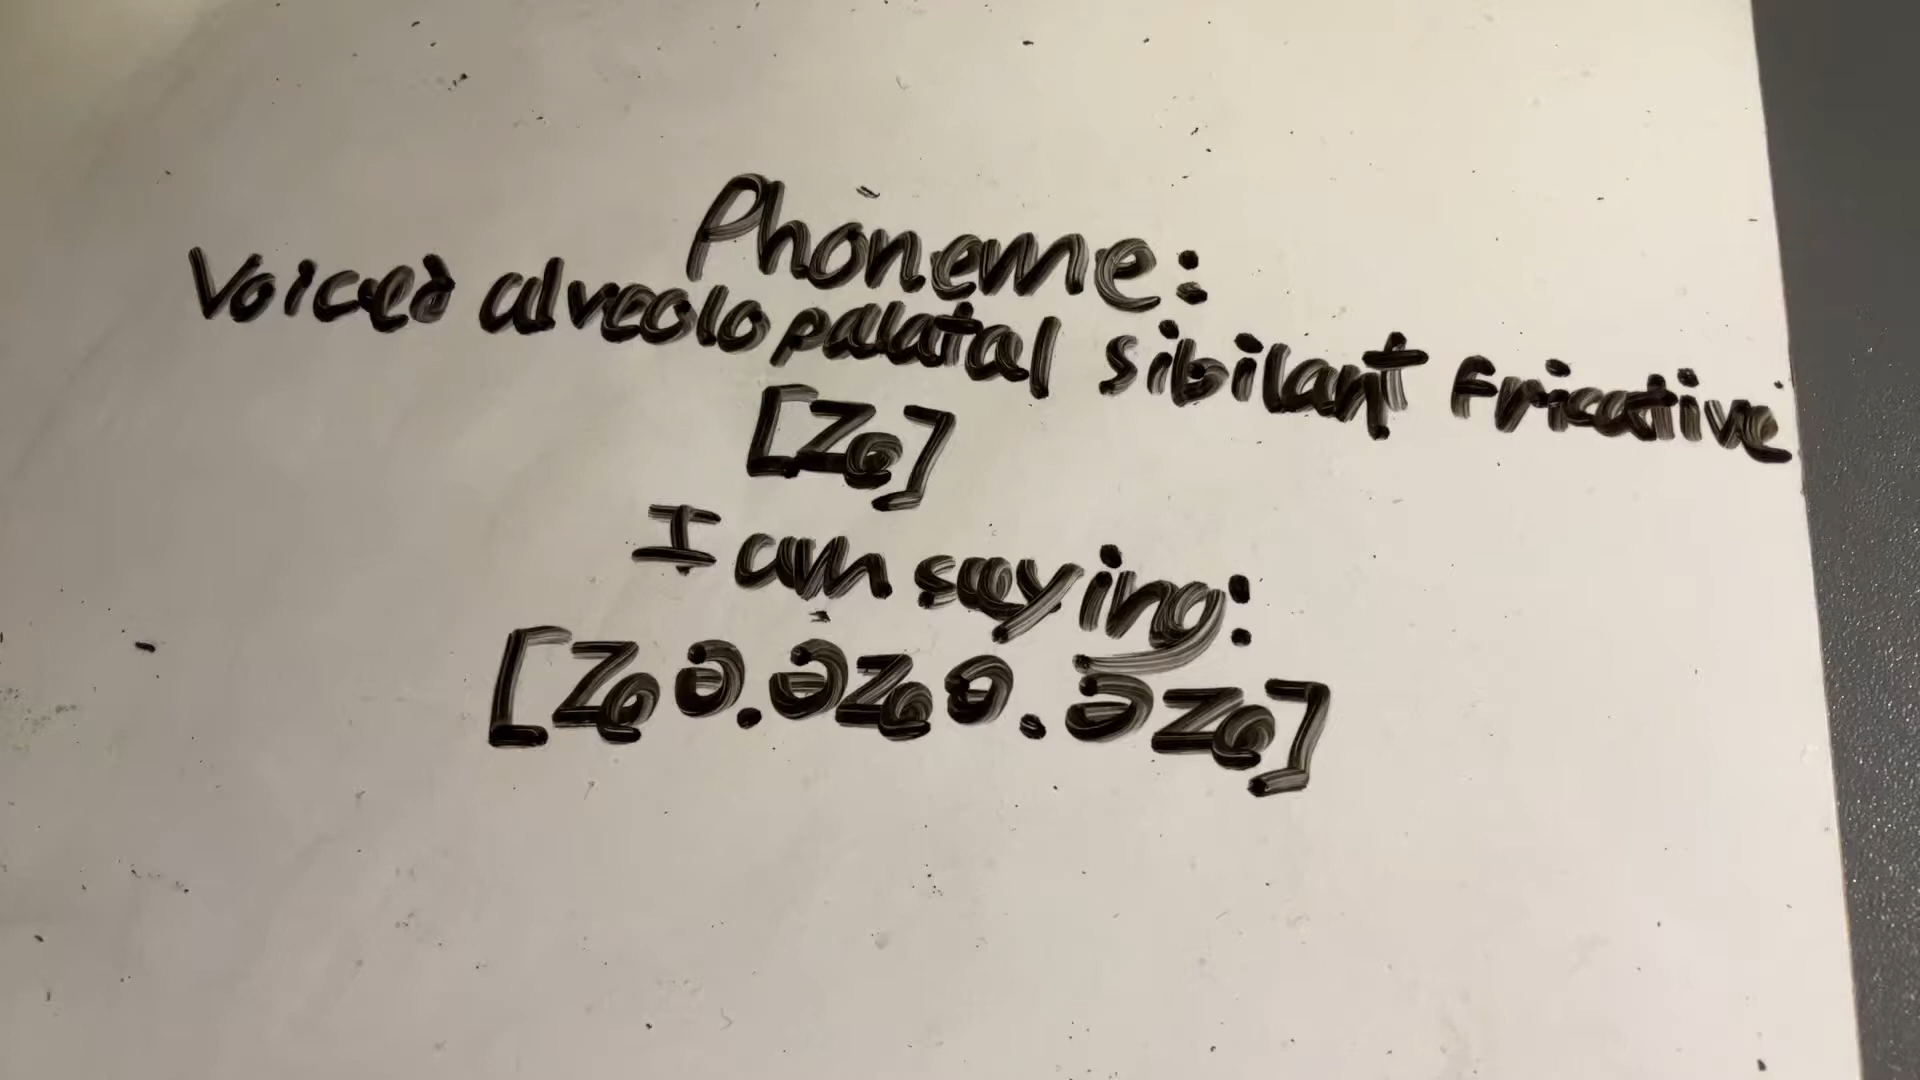 Phoneme:
Voiced alveolo palatal sibilant fricative
[ʑ]
I am saying:
[ʑə.əʑə.əʑ]